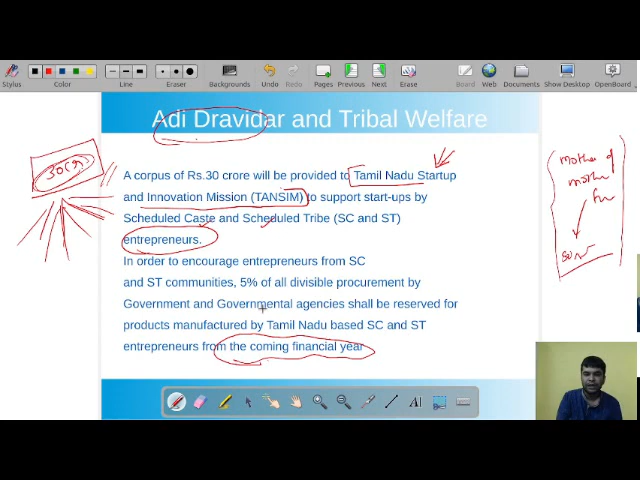 Stylus
Color
Line
Eraser
Backgrounds
Undo
Redo
Pages
Previous
Next
Erase
Board
Web
Documents
Show Desktop
OpenBoard
Adi Dravidar and Tribal Welfare
A corpus of Rs.30 crore will be provided to Tamil Nadu Startup
and Innovation Mission (TANSIM) to support start-ups by
Scheduled Caste and Scheduled Tribe (SC and ST)
entrepreneurs.
In order to encourage entrepreneurs from SC
and ST communities, 5% of all divisible procurement by
Government and Governmental agencies shall be reserved for
products manufactured by Tamil Nadu based SC and ST
entrepreneurs from the coming financial year
mother of
mother